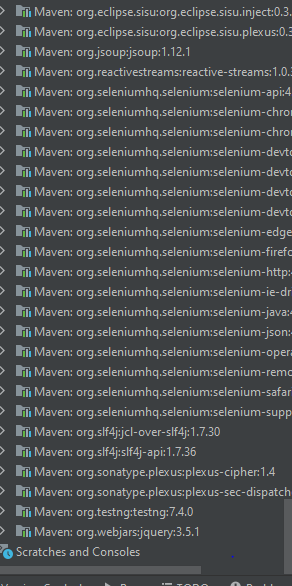 Maven: org.eclipse.sisu:org.eclipse.sisu.inject:0.3.
Maven: org.eclipse.sisu:org.eclipse.sisu.plexus:0.3
Maven: org.jsoup:jsoup:1.12.1
Maven: org.reactivestreams:reactive-streams:1.0.3
Maven: org.seleniumhq.selenium:selenium-api:4
Maven: org.seleniumhq.selenium:selenium-chro
Maven: org.seleniumhq.selenium:selenium-chro
Maven: org.seleniumhq.selenium:selenium-devto
Maven: org.seleniumhq.selenium:selenium-devto
Maven: org.seleniumhq.selenium:selenium-devto
Maven: org.seleniumhq.selenium:selenium-devto
Maven: org.seleniumhq.selenium:selenium-edge
Maven: org.seleniumhq.selenium:selenium-firefo
Maven: org.seleniumhq.selenium:selenium-http:
Maven: org.seleniumhq.selenium:selenium-ie-dr
Maven: org.seleniumhq.selenium:selenium-java:4
Maven: org.seleniumhq.selenium:selenium-json:
Maven: org.seleniumhq.selenium:selenium-opera
Maven: org.seleniumhq.selenium:selenium-remo
Maven: org.seleniumhq.selenium:selenium-safar
Maven: org.seleniumhq.selenium:selenium-supp
Maven: org.slf4j:jcl-over-slf4j:1.7.30
Maven: org.slf4j:slf4j-api:1.7.36
Maven: org.sonatype.plexus:plexus-cipher:1.4
Maven: org.sonatype.plexus:plexus-sec-dispatche
Maven: org.testng:testng:7.4.0
Maven: org.webjars:jquery:3.5.1
Scratches and Consoles